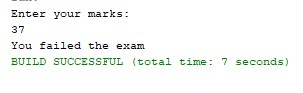 Enter your marks:
37
You failed the exam
BUILD SUCCESSFUL (total time: 7 seconds)